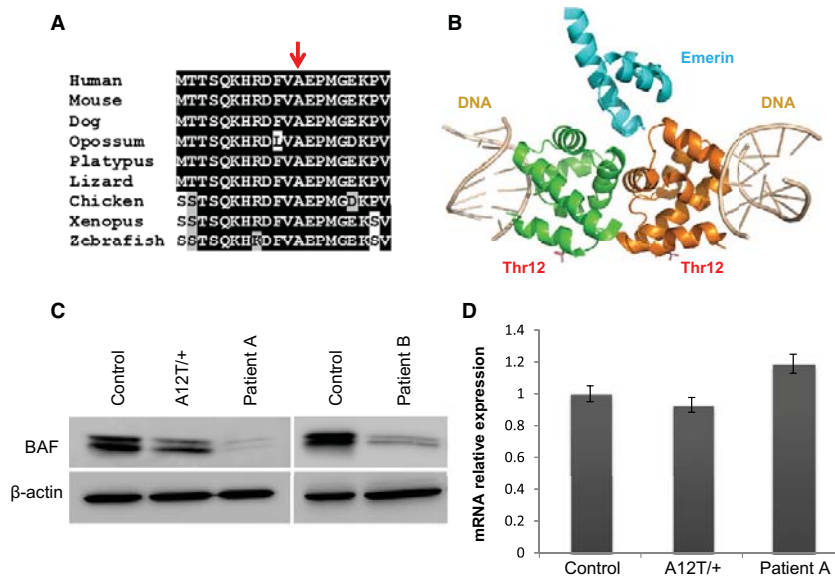 A
Human MTTSQKHRDFVAEPMGEKPV
Mouse MTTSQKHRDFVAEPMGEKPV
Dog MTTSQKHRDFVAEPMGEKPV
Opossum MTTSQKHRDLVAEPMGEKPV
Platypus MTTSQKHRDFVAEPMGEKPV
Lizard MTTSQKHRDFVAEPMGEKPV
Chicken SSTSQKHRDFVAEPMGDKPV
Xenopus SSTSQKHRDFVAEPMGEKSV
Zebrafish SSTSQKHKDFVAEPMGEKSV
B
Emerin
DNA
DNA
Thr12
Thr12
C
Control
A12T/+
Patient A
Control
Patient B
BAF
β-actin
D
mRNA relative expression
1.4
1.2
1
0.8
0.6
0.4
0.2
0
Control
A12T/+
Patient A